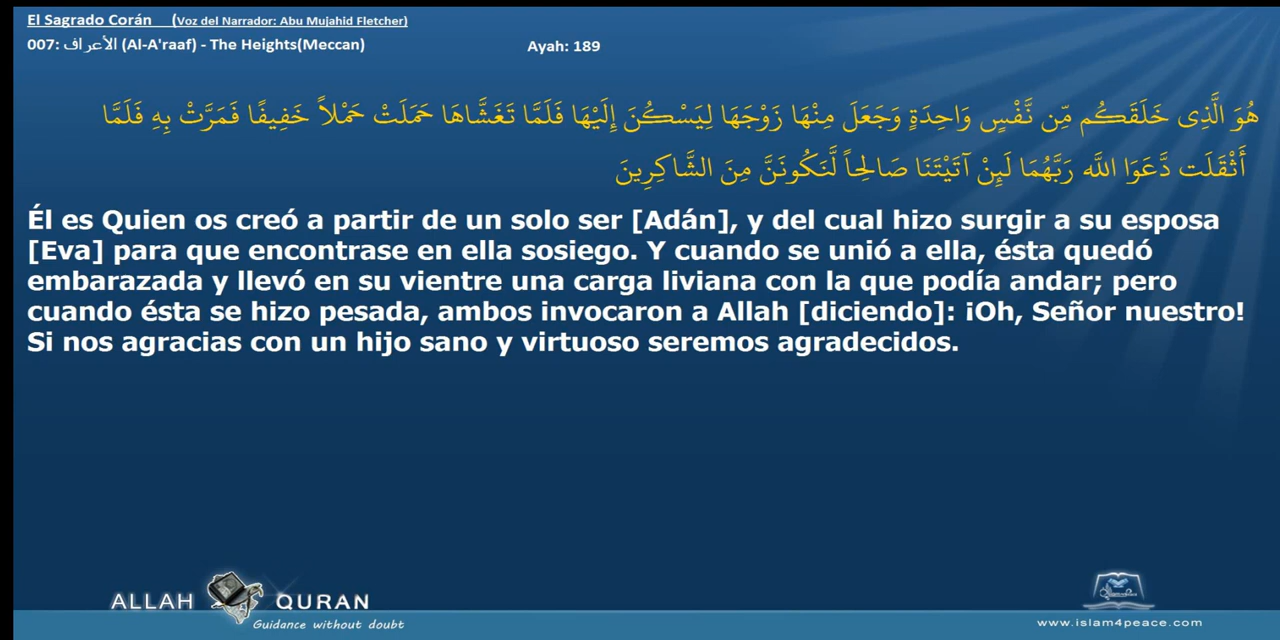 El Sagrado Corán (Voz del Narrador: Abu Mujahid Fletcher)
007: الأعراف (Al-A'raaf) - The Heights(Meccan) Ayah: 189
هُوَ الَّذِى خَلَقَكُم مِّن نَّفْسٍ وَاحِدَةٍ وَجَعَلَ مِنْهَا زَوْجَهَا لِيَسْكُنَ إِلَيْهَا فَلَمَّا تَغَشَّاهَا حَمَلَتْ حَمْلاً خَفِيفًا فَمَرَّتْ بِهِ فَلَمَّا
أَثْقَلَت دَّعَوَا اللَّه رَبَّهُمَا لَئِنْ آتَيْتَنَا صَالِحاً لَّنَكُونَنَّ مِنَ الشَّاكِرِينَ
Él es Quien os creó a partir de un solo ser [Adán], y del cual hizo surgir a su esposa
[Eva] para que encontrase en ella sosiego. Y cuando se unió a ella, ésta quedó
embarazada y llevó en su vientre una carga liviana con la que podía andar; pero
cuando ésta se hizo pesada, ambos invocaron a Allah [diciendo]: ¡Oh, Señor nuestro!
Si nos agracias con un hijo sano y virtuoso seremos agradecidos.
ALLAH QURAN
Guidance without doubt
www.islam4peace.com